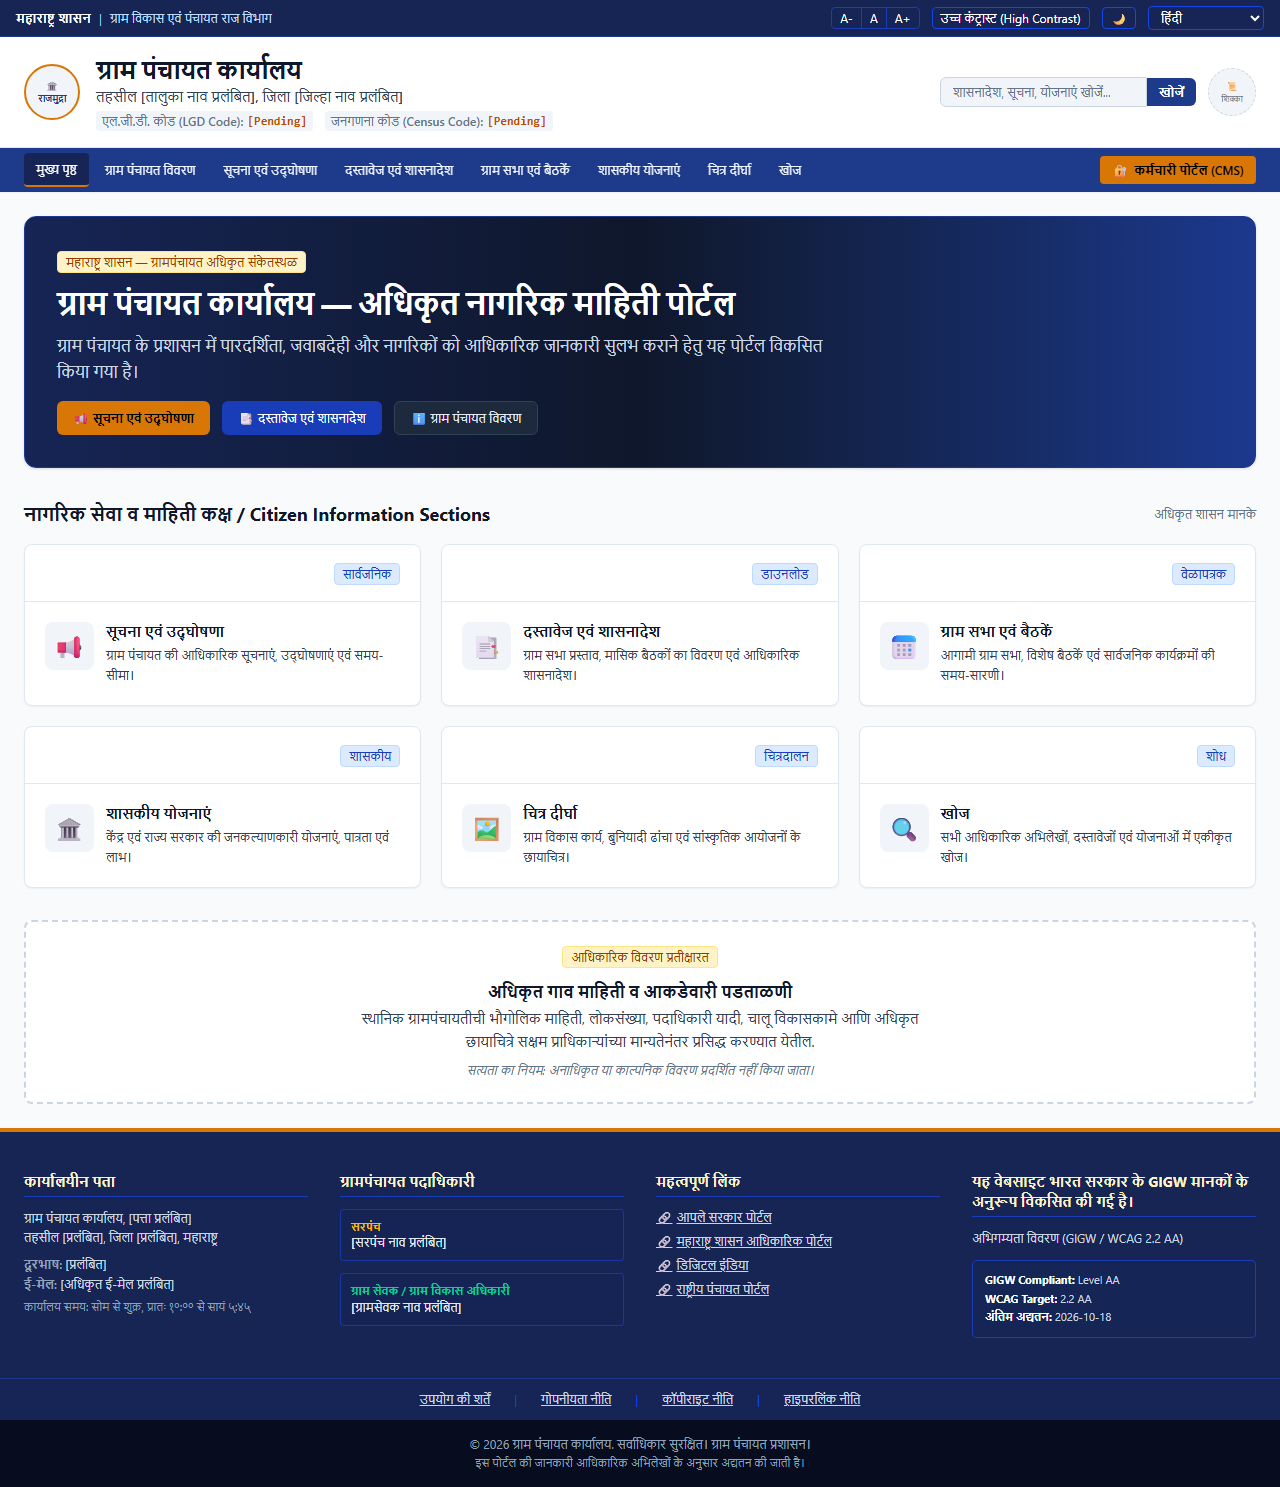 महाराष्ट्र शासन | ग्राम विकास एवं पंचायत राज विभाग
A- A A+ उच्च कंट्रास्ट (High Contrast) हिंदी
राजमुद्रा
ग्राम पंचायत कार्यालय
तहसील [तालुका नाव प्रलंबित], जिला [जिल्हा नाव प्रलंबित]
एल.जी.डी. कोड (LGD Code): [Pending] जनगणना कोड (Census Code): [Pending]
शासनादेश, सूचना, योजनाएं खोजें... खोजें
शिक्का
मुख्य पृष्ठ ग्राम पंचायत विवरण सूचना एवं उद्घोषणा दस्तावेज एवं शासनादेश ग्राम सभा एवं बैठकें शासकीय योजनाएं चित्र दीर्घा खोज कर्मचारी पोर्टल (CMS)
महाराष्ट्र शासन — ग्रामपंचायत अधिकृत संकेतस्थळ
ग्राम पंचायत कार्यालय — अधिकृत नागरिक माहिती पोर्टल
ग्राम पंचायत के प्रशासन में पारदर्शिता, जवाबदेही और नागरिकों को आधिकारिक जानकारी सुलभ कराने हेतु यह पोर्टल विकसित
किया गया है।
सूचना एवं उद्घोषणा दस्तावेज एवं शासनादेश ग्राम पंचायत विवरण
नागरिक सेवा व माहिती कक्ष / Citizen Information Sections
अधिकृत शासन मानके
सार्वजनिक
सूचना एवं उद्घोषणा
ग्राम पंचायत की आधिकारिक सूचनाएं, उद्घोषणाएं एवं समय-
सीमा।
डाउनलोड
दस्तावेज एवं शासनादेश
ग्राम सभा प्रस्ताव, मासिक बैठकों का विवरण एवं आधिकारिक
शासनादेश।
वेळापत्रक
ग्राम सभा एवं बैठकें
आगामी ग्राम सभा, विशेष बैठकें एवं सार्वजनिक कार्यक्रमों की
समय-सारणी।
शासकीय
शासकीय योजनाएं
केंद्र एवं राज्य सरकार की जनकल्याणकारी योजनाएं, पात्रता एवं
लाभ।
चित्रदालन
चित्र दीर्घा
ग्राम विकास कार्य, बुनियादी ढांचा एवं सांस्कृतिक आयोजनों के
छायाचित्र।
शोध
खोज
सभी आधिकारिक अभिलेखों, दस्तावेजों एवं योजनाओं में एकीकृत
खोज।
आधिकारिक विवरण प्रतीक्षारत
अधिकृत गाव माहिती व आकडेवारी पडताळणी
स्थानिक ग्रामपंचायतीची भौगोलिक माहिती, लोकसंख्या, पदाधिकारी यादी, चालू विकासकामे आणि अधिकृत
छायाचित्रे सक्षम प्राधिकाऱ्यांच्या मान्यतेनंतर प्रसिद्ध करण्यात येतील.
सत्यता का नियम: अनाधिकृत या काल्पनिक विवरण प्रदर्शित नहीं किया जाता।
कार्यालयीन पता
ग्राम पंचायत कार्यालय, [पत्ता प्रलंबित]
तहसील [प्रलंबित], जिला [प्रलंबित], महाराष्ट्र
दूरभाष: [प्रलंबित]
ई-मेल: [अधिकृत ई-मेल प्रलंबित]
कार्यालय समय: सोम से शुक्र, प्रातः १०:०० से सायं ५:४५
ग्रामपंचायत पदाधिकारी
सरपंच
[सरपंच नाव प्रलंबित]
ग्राम सेवक / ग्राम विकास अधिकारी
[ग्रामसेवक नाव प्रलंबित]
महत्वपूर्ण लिंक
आपले सरकार पोर्टल
महाराष्ट्र शासन आधिकारिक पोर्टल
डिजिटल इंडिया
राष्ट्रीय पंचायत पोर्टल
यह वेबसाइट भारत सरकार के GIGW मानकों के
अनुरूप विकसित की गई है।
अभिगम्यता विवरण (GIGW / WCAG 2.2 AA)
GIGW Compliant: Level AA
WCAG Target: 2.2 AA
अंतिम अद्यतन: 2026-10-18
उपयोग की शर्तें | गोपनीयता नीति | कॉपीराइट नीति | हाइपरलिंक नीति
© 2026 ग्राम पंचायत कार्यालय. सर्वाधिकार सुरक्षित। ग्राम पंचायत प्रशासन।
इस पोर्टल की जानकारी आधिकारिक अभिलेखों के अनुसार अद्यतन की जाती है।